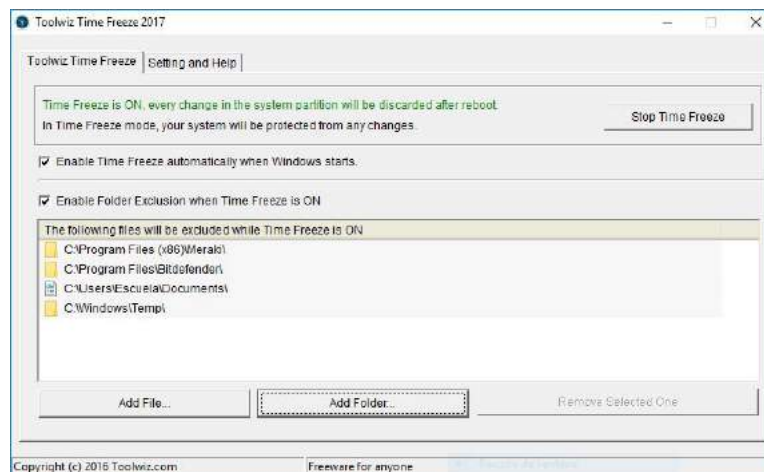 Toolwiz Time Freeze 2017
Toolwiz Time Freeze
Setting and Help
Time Freeze is ON, every change in the system partition will be discarded after reboot.
Stop Time Freeze
In Time Freeze mode, your system will be protected from any changes.
Enable Time Freeze automatically when Windows starts.
Enable Folder Exclusion when Time Freeze is ON
The following files will be excluded while Time Freeze is ON
C:\Program Files (x86)\Meraki\
C:\Program Files\Bitdefender\
C:\Users\Escuela\Documents\
C:\Windows\Temp\
Add File...
Add Folder...
Remove Selected One
Copyright (c) 2016 Toolwiz.com
Freeware for anyone